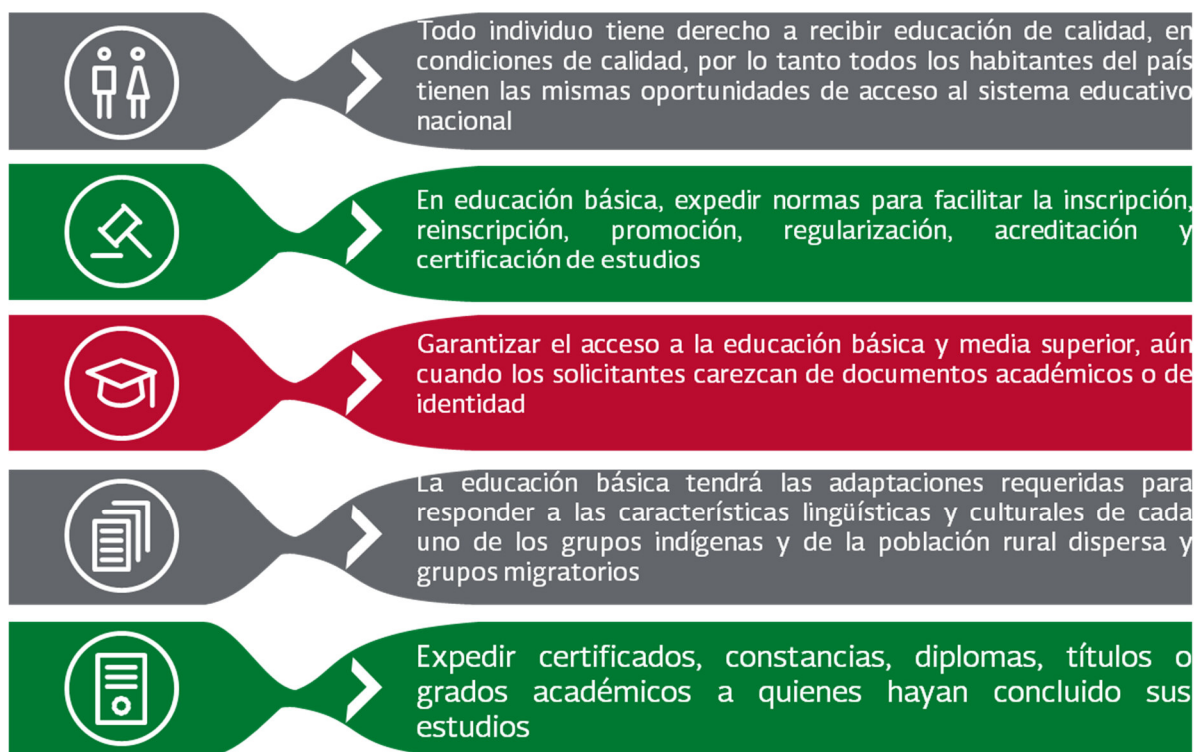 Todo individuo tiene derecho a recibir educación de calidad, en
condiciones de calidad, por lo tanto todos los habitantes del país
tienen las mismas oportunidades de acceso al sistema educativo
nacional
En educación básica, expedir normas para facilitar la inscripción,
reinscripción, promoción, regularización, acreditación y
certificación de estudios
Garantizar el acceso a la educación básica y media superior, aún
cuando los solicitantes carezcan de documentos académicos o de
identidad
La educación básica tendrá las adaptaciones requeridas para
responder a las características lingüísticas y culturales de cada
uno de los grupos indígenas y de la población rural dispersa y
grupos migratorios
Expedir certificados, constancias, diplomas, títulos o
grados académicos a quienes hayan concluido sus
estudios